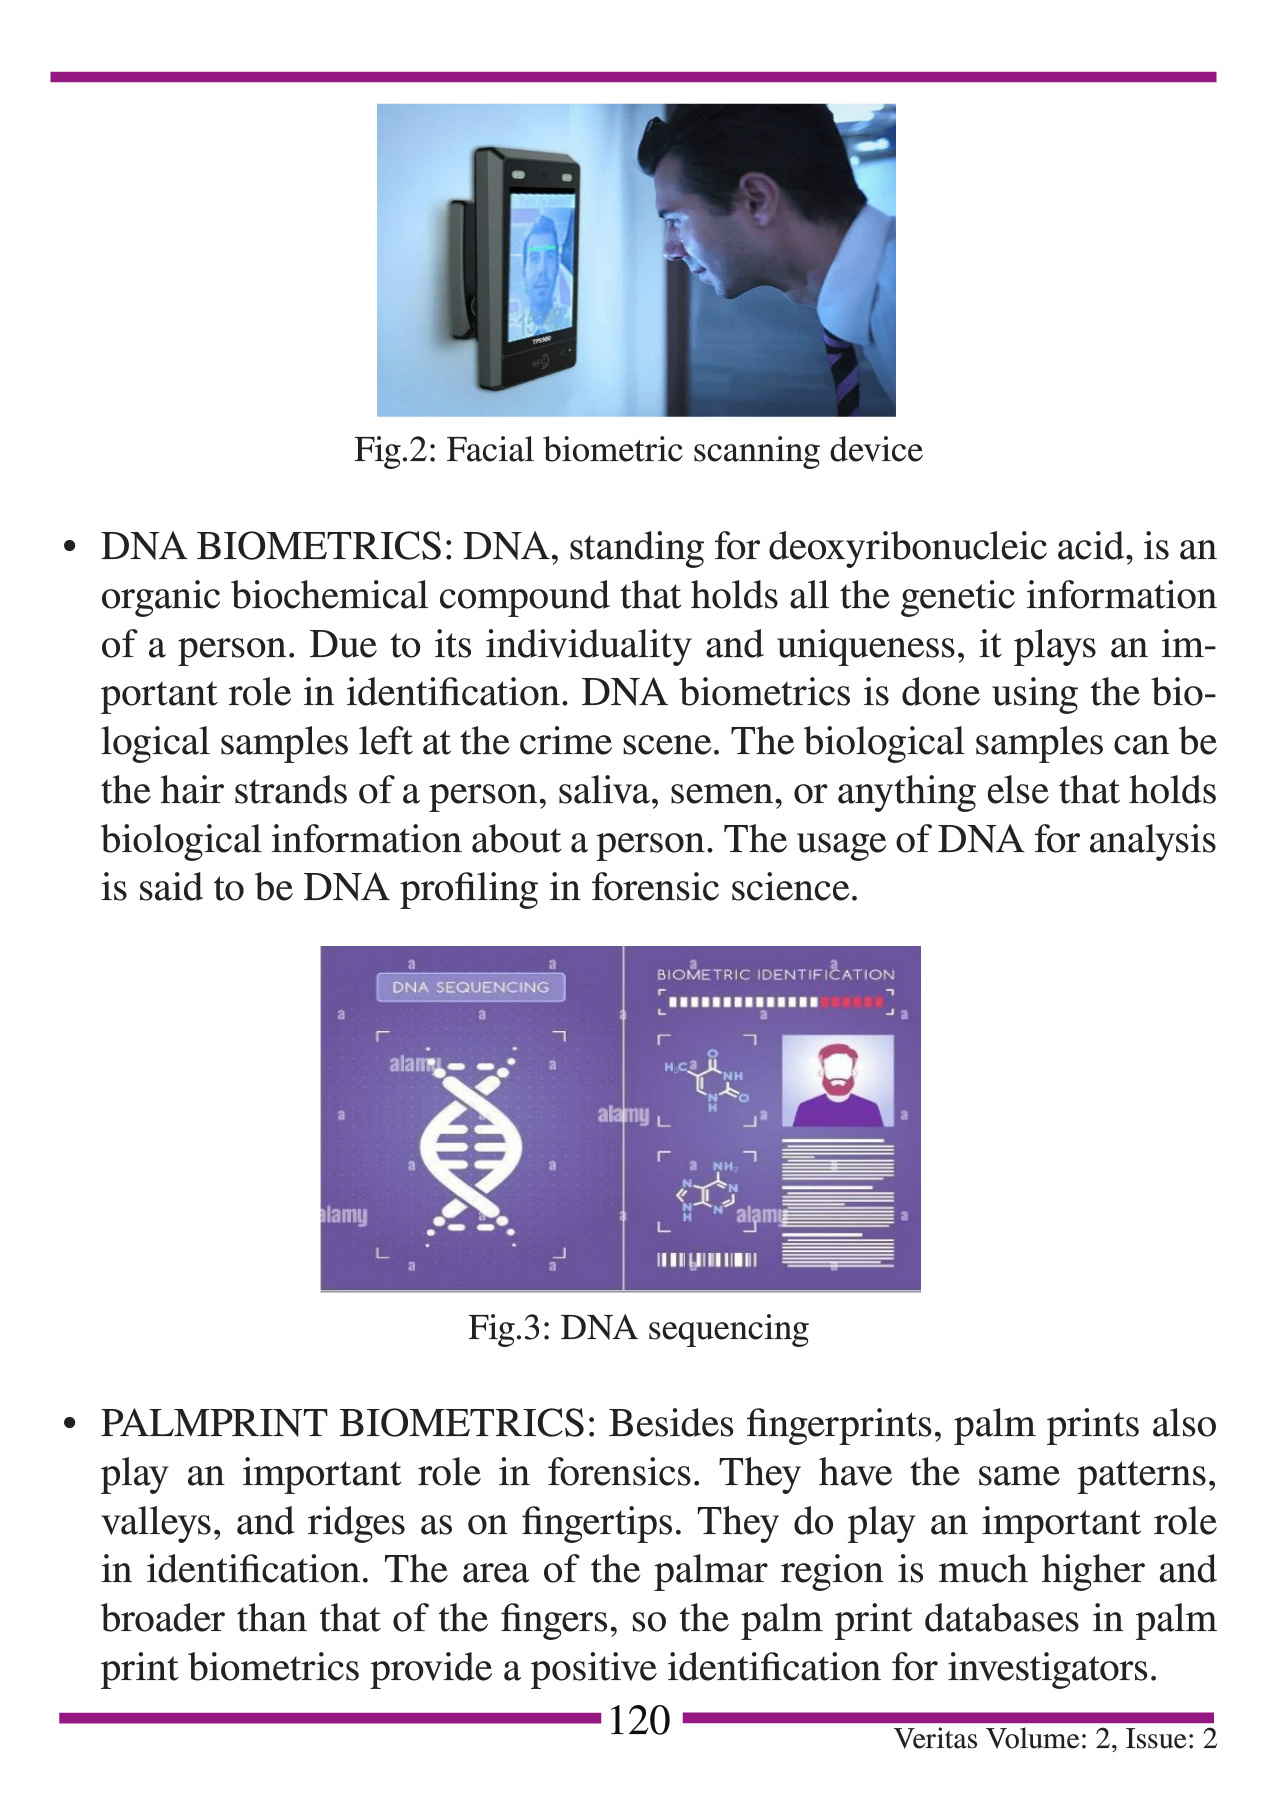 TPS980
NFC
Fig.2: Facial biometric scanning device
• DNA BIOMETRICS: DNA, standing for deoxyribonucleic acid, is an
organic biochemical compound that holds all the genetic information
of a person. Due to its individuality and uniqueness, it plays an im-
portant role in identification. DNA biometrics is done using the bio-
logical samples left at the crime scene. The biological samples can be
the hair strands of a person, saliva, semen, or anything else that holds
biological information about a person. The usage of DNA for analysis
is said to be DNA profiling in forensic science.
DNA SEQUENCING
BIOMETRIC IDENTIFICATION
H₃C
O
NH
O
N
H
NH₂
N
N
N
H
N
alamy
alamy
alamy
alamy
Fig.3: DNA sequencing
• PALMPRINT BIOMETRICS: Besides fingerprints, palm prints also
play an important role in forensics. They have the same patterns,
valleys, and ridges as on fingertips. They do play an important role
in identification. The area of the palmar region is much higher and
broader than that of the fingers, so the palm print databases in palm
print biometrics provide a positive identification for investigators.
120
Veritas Volume: 2, Issue: 2